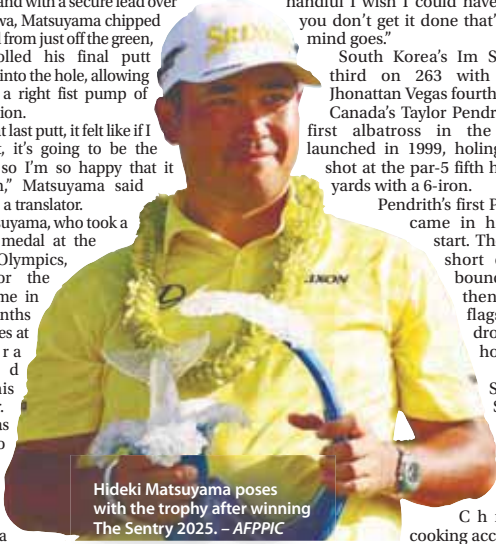 and with a secure lead over
wa, Matsuyama chipped
from just off the green,
olled his final putt
into the hole, allowing
a right fist pump of
ion.
t last putt, it felt like if I
t, it's going to be the
so I'm so happy that it
n," Matsuyama said
a translator.
suyama, who took a
medal at the
Olympics,
or the
me in
nths
es at
r a
d
his
r.
as
o
a
handful I wish I could have
you don't get it done that'
mind goes."
South Korea's Im S
third on 263 with
Jhonattan Vegas fourth
Canada's Taylor Pendr
first albatross in the
launched in 1999, holing
shot at the par-5 fifth h
yards with a 6-iron.
Pendrith's first P
came in h
start. Th
short
bound
then
flags
dro
ho
S
S
C h r
cooking acc
SRIXON
Hideki Matsuyama poses
with the trophy after winning
The Sentry 2025. – AFPPIC